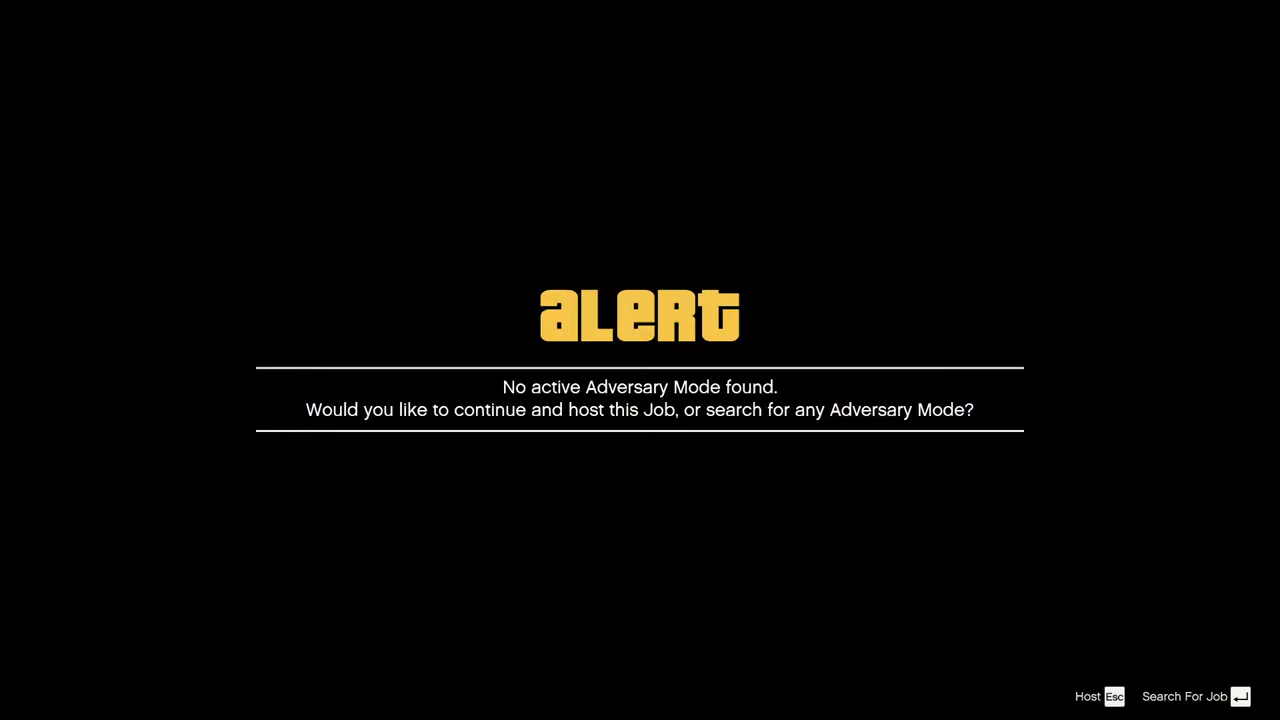 alert
No active Adversary Mode found.
Would you like to continue and host this Job, or search for any Adversary Mode?
Host Esc Search For Job